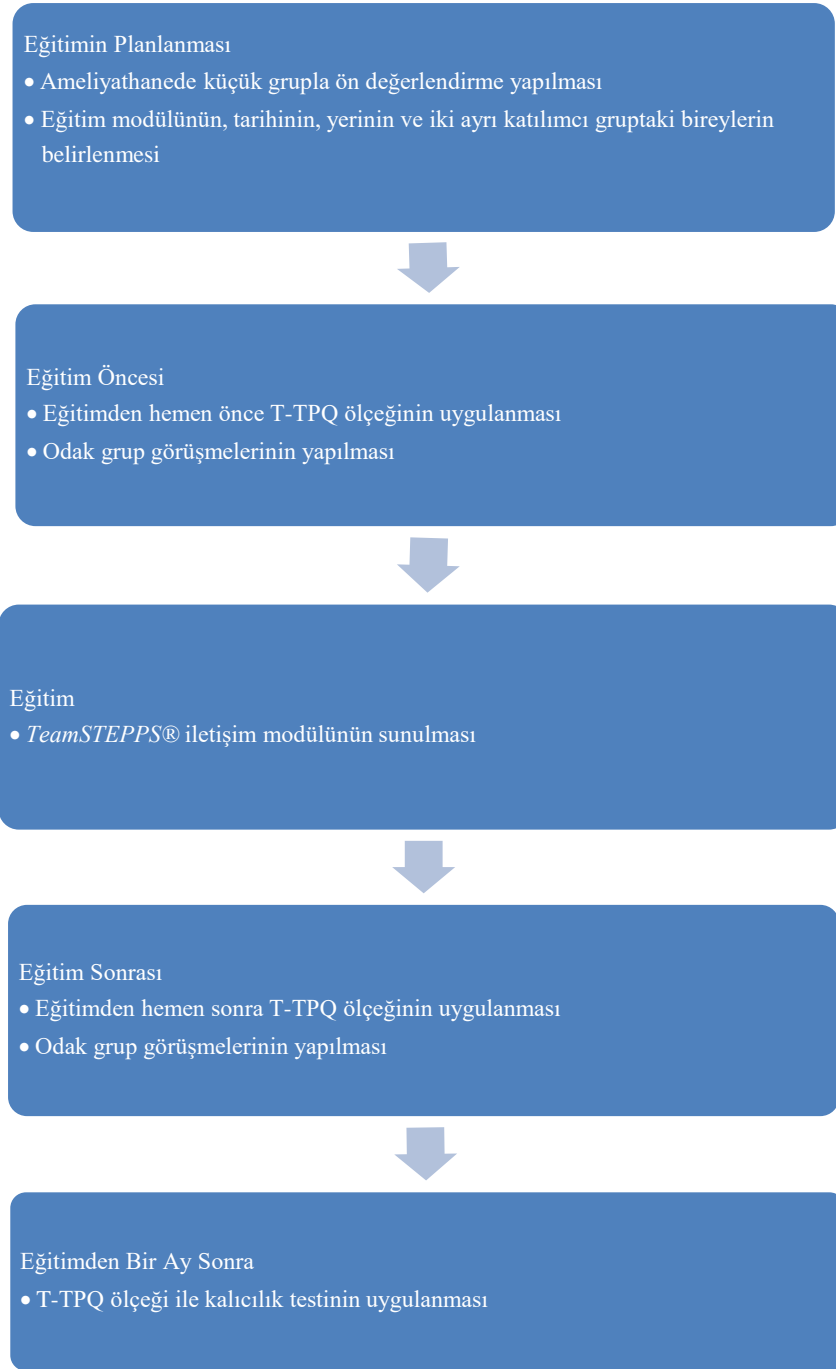 Eğitimin Planlanması
• Ameliyathanede küçük grupla ön değerlendirme yapılması
• Eğitim modülünün, tarihinin, yerinin ve iki ayrı katılımcı gruptaki bireylerin
belirlenmesi
Eğitim Öncesi
• Eğitimden hemen önce T-TPQ ölçeğinin uygulanması
• Odak grup görüşmelerinin yapılması
Eğitim
• TeamSTEPPS® iletişim modülünün sunulması
Eğitim Sonrası
• Eğitimden hemen sonra T-TPQ ölçeğinin uygulanması
• Odak grup görüşmelerinin yapılması
Eğitimden Bir Ay Sonra
• T-TPQ ölçeği ile kalıcılık testinin uygulanması